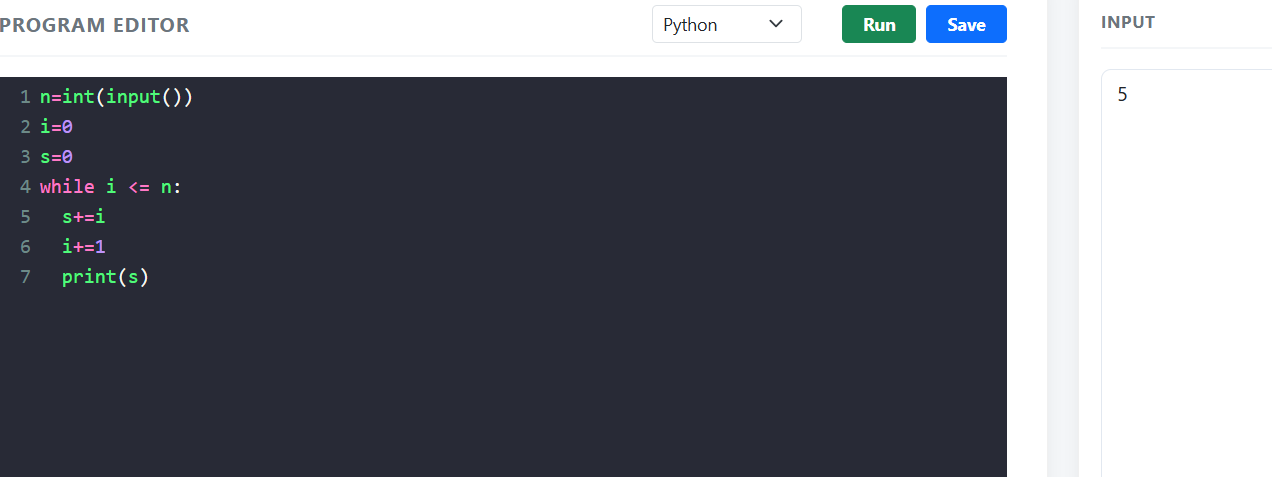 PROGRAM EDITOR
Python
Run
Save
1 n=int(input())
2 i=0
3 s=0
4 while i <= n:
5   s+=i
6   i+=1
7   print(s)
INPUT
5